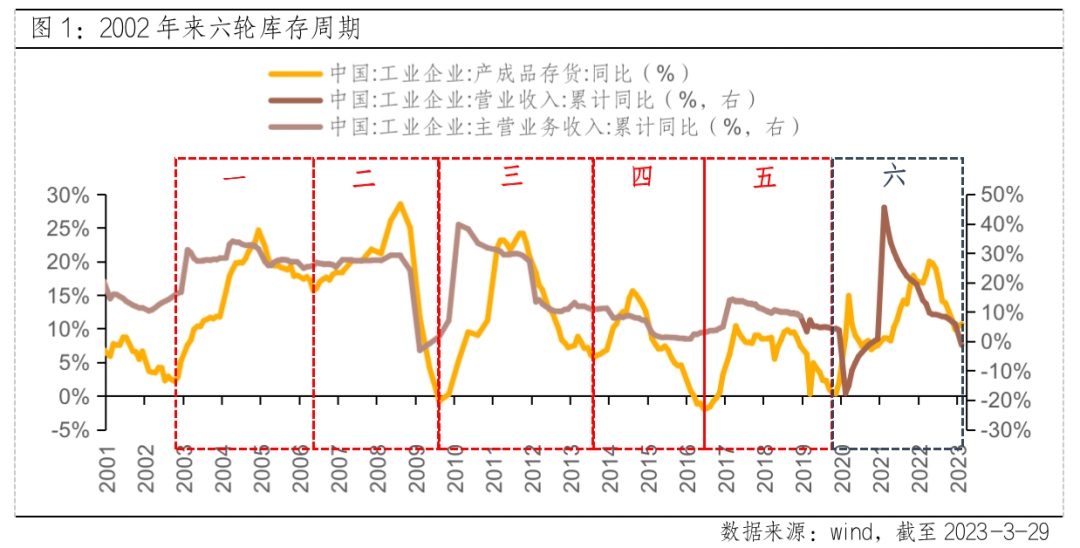 图 1：2002 年来六轮库存周期
中国:工业企业:产成品存货:同比（%）
中国:工业企业:营业收入:累计同比（%，右）
中国:工业企业:主营业务收入:累计同比（%，右）
一 二 三 四 五 六
30% 50%
25% 40%
20% 30%
15% 20%
10% 10%
5% 0%
0% -10%
-5% -20%
-30%
2001 2002 2003 2004 2005 2006 2007 2008 2009 2010 2011 2012 2013 2014 2015 2016 2017 2018 2019 2020 2021 2022 2023
数据来源：wind，截至 2023-3-29